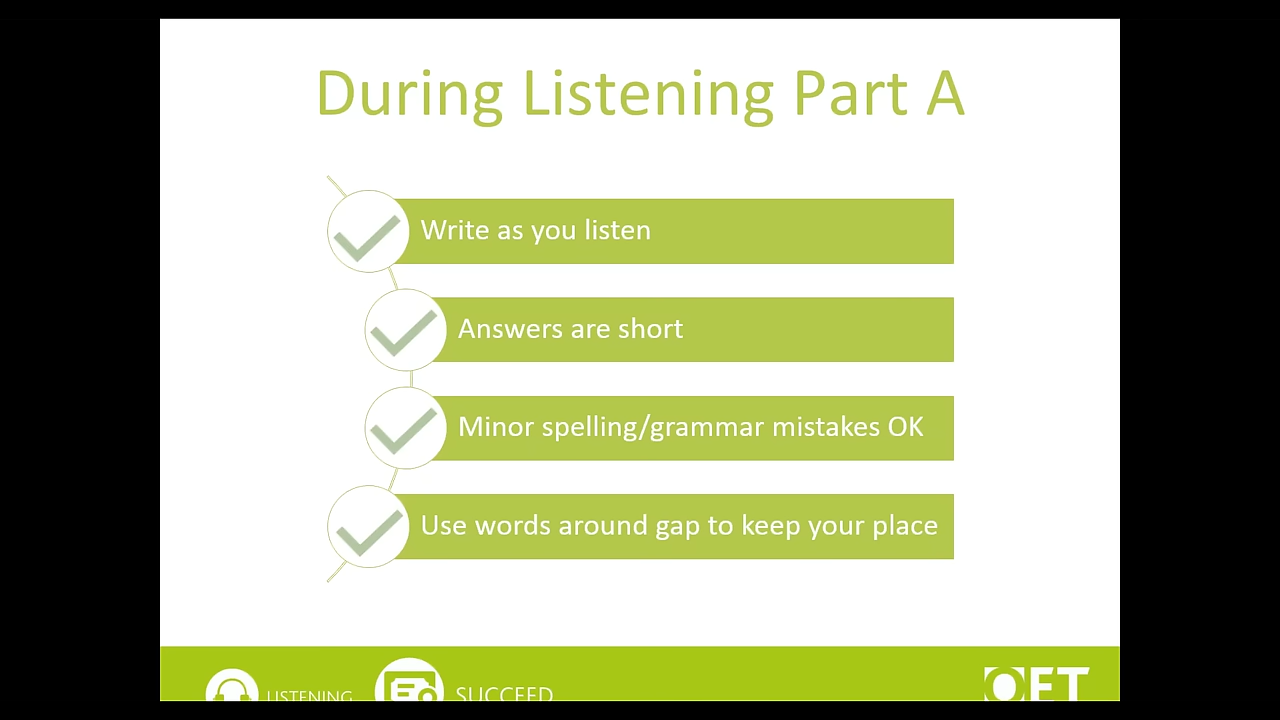 During Listening Part A
Write as you listen
Answers are short
Minor spelling/grammar mistakes OK
Use words around gap to keep your place
LISTENING
SUCCEED
OET